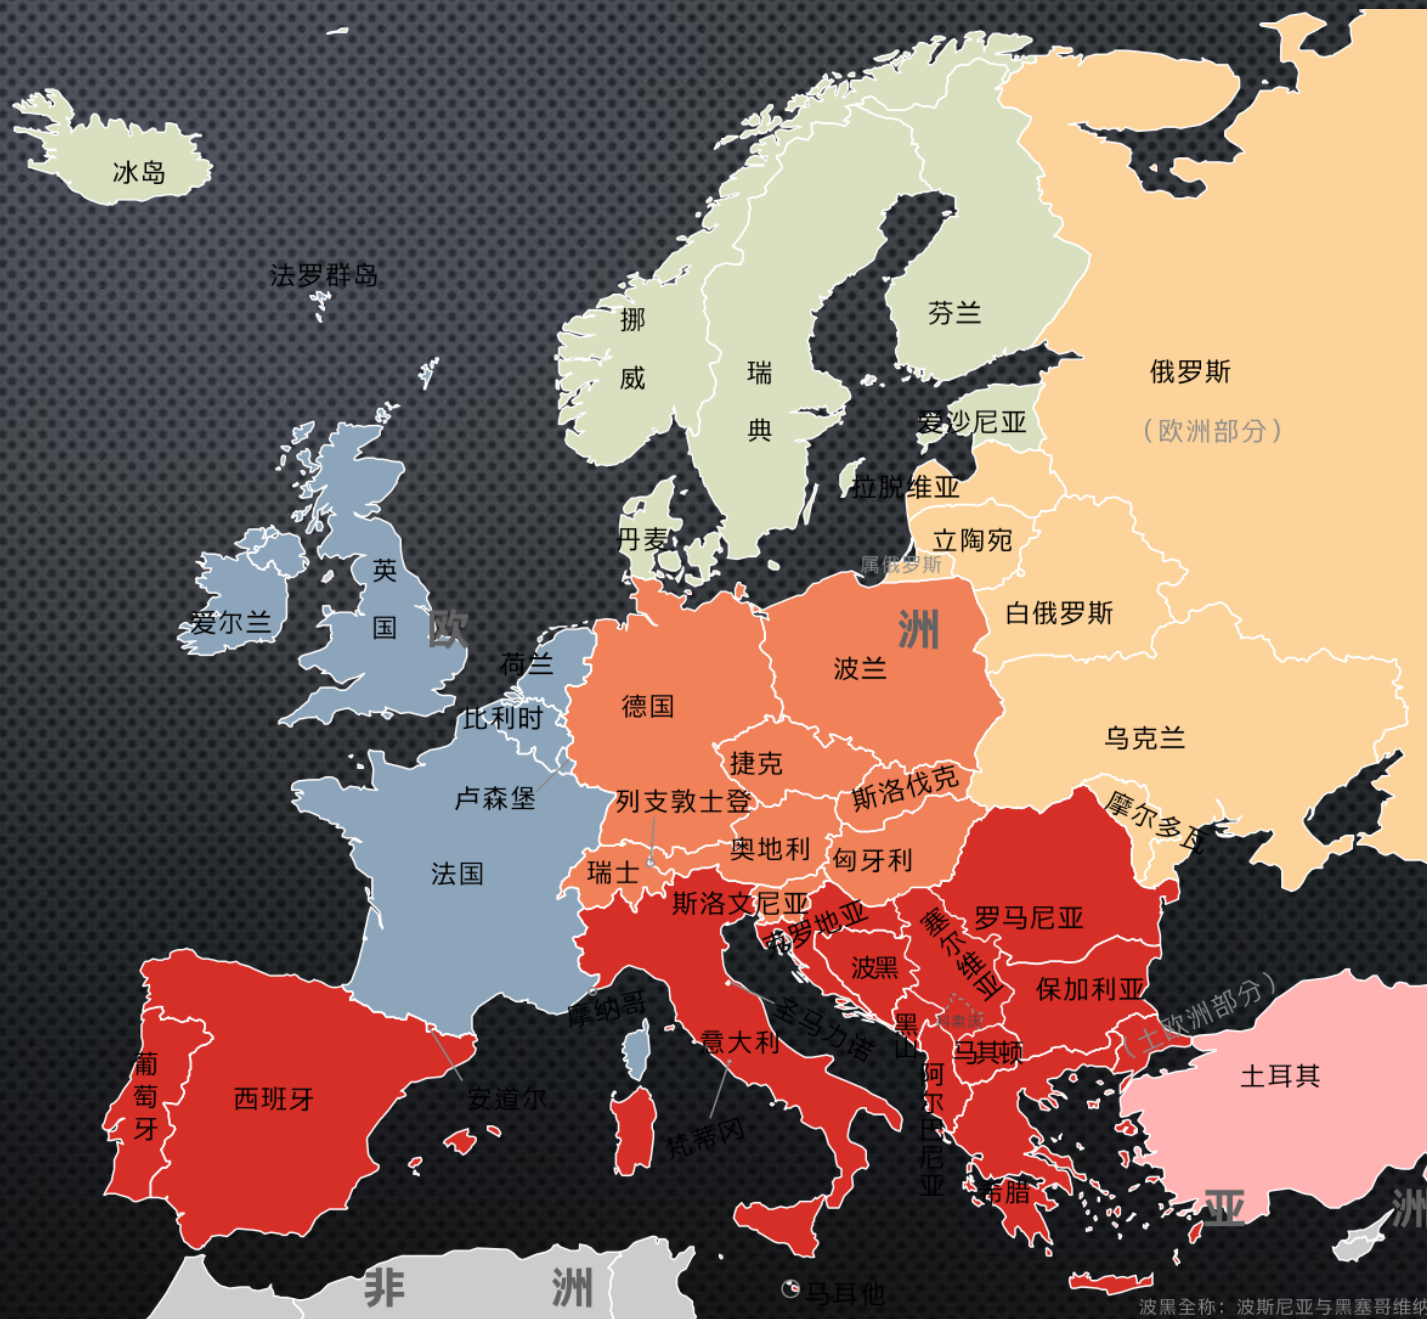 冰岛
法罗群岛
挪威
瑞典
芬兰
俄罗斯
（欧洲部分）
爱沙尼亚
拉脱维亚
立陶宛
属俄罗斯
丹麦
白俄罗斯
英国
爱尔兰
欧洲
荷兰
比利时
卢森堡
德国
波兰
捷克
斯洛伐克
乌克兰
摩尔多瓦
列支敦士登
奥地利
匈牙利
瑞士
法国
斯洛文尼亚
克罗地亚
塞尔维亚
罗马尼亚
波黑
保加利亚
摩纳哥
圣马力诺
意大利
黑山
科索沃
马其顿
（土欧洲部分）
土耳其
葡萄牙
西班牙
安道尔
梵蒂冈
阿尔巴尼亚
希腊
亚洲
非洲
马耳他
波黑全称：波斯尼亚与黑塞哥维纳